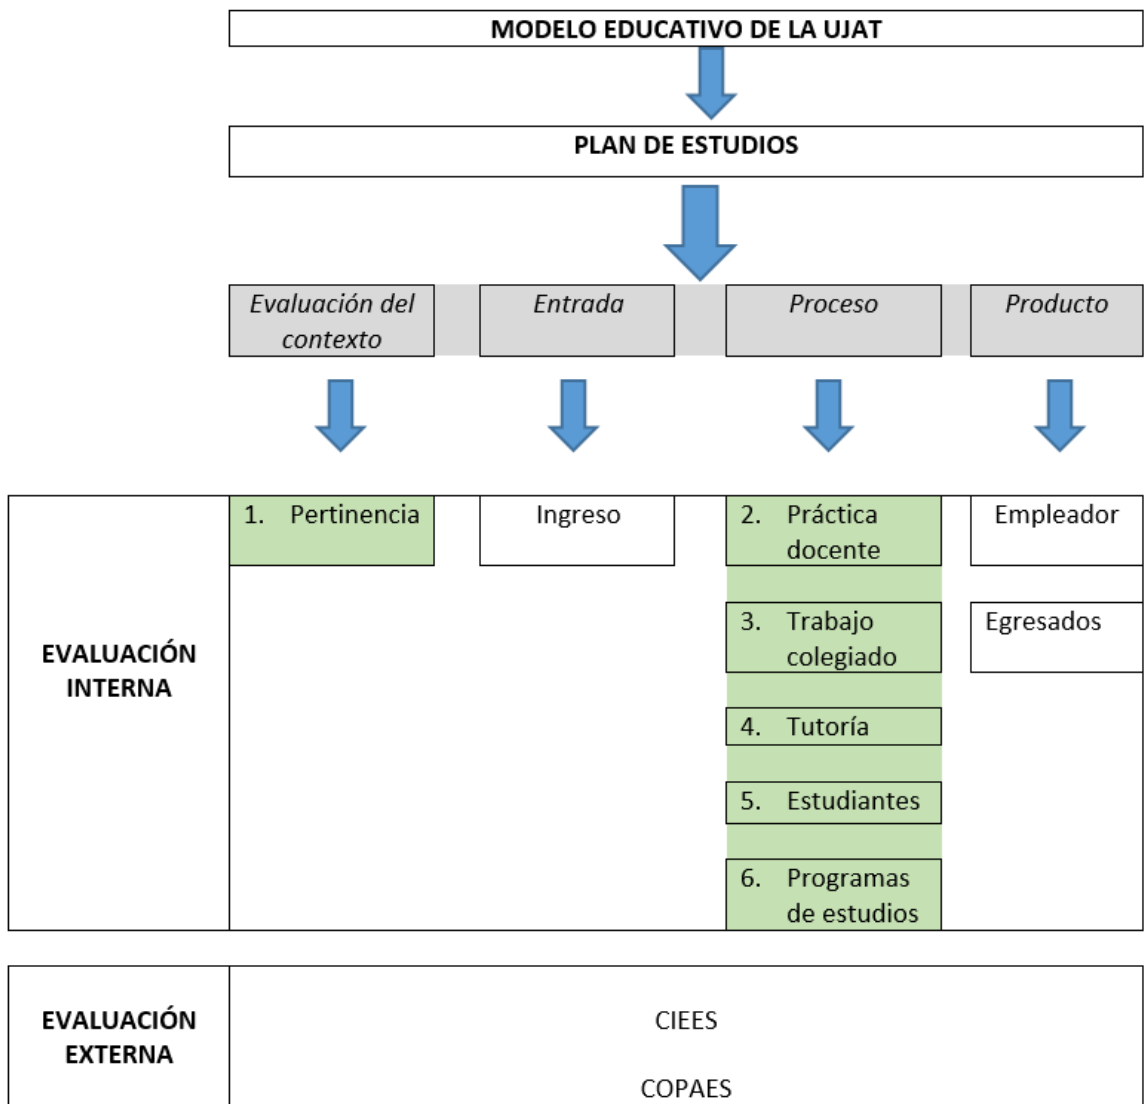 MODELO EDUCATIVO DE LA UJAT
PLAN DE ESTUDIOS
Evaluación del
contexto
Entrada
Proceso
Producto
EVALUACIÓN
INTERNA
1. Pertinencia
Ingreso
2. Práctica
docente
3. Trabajo
colegiado
4. Tutoría
5. Estudiantes
6. Programas
de estudios
Empleador
Egresados
EVALUACIÓN
EXTERNA
CIEES
COPAES